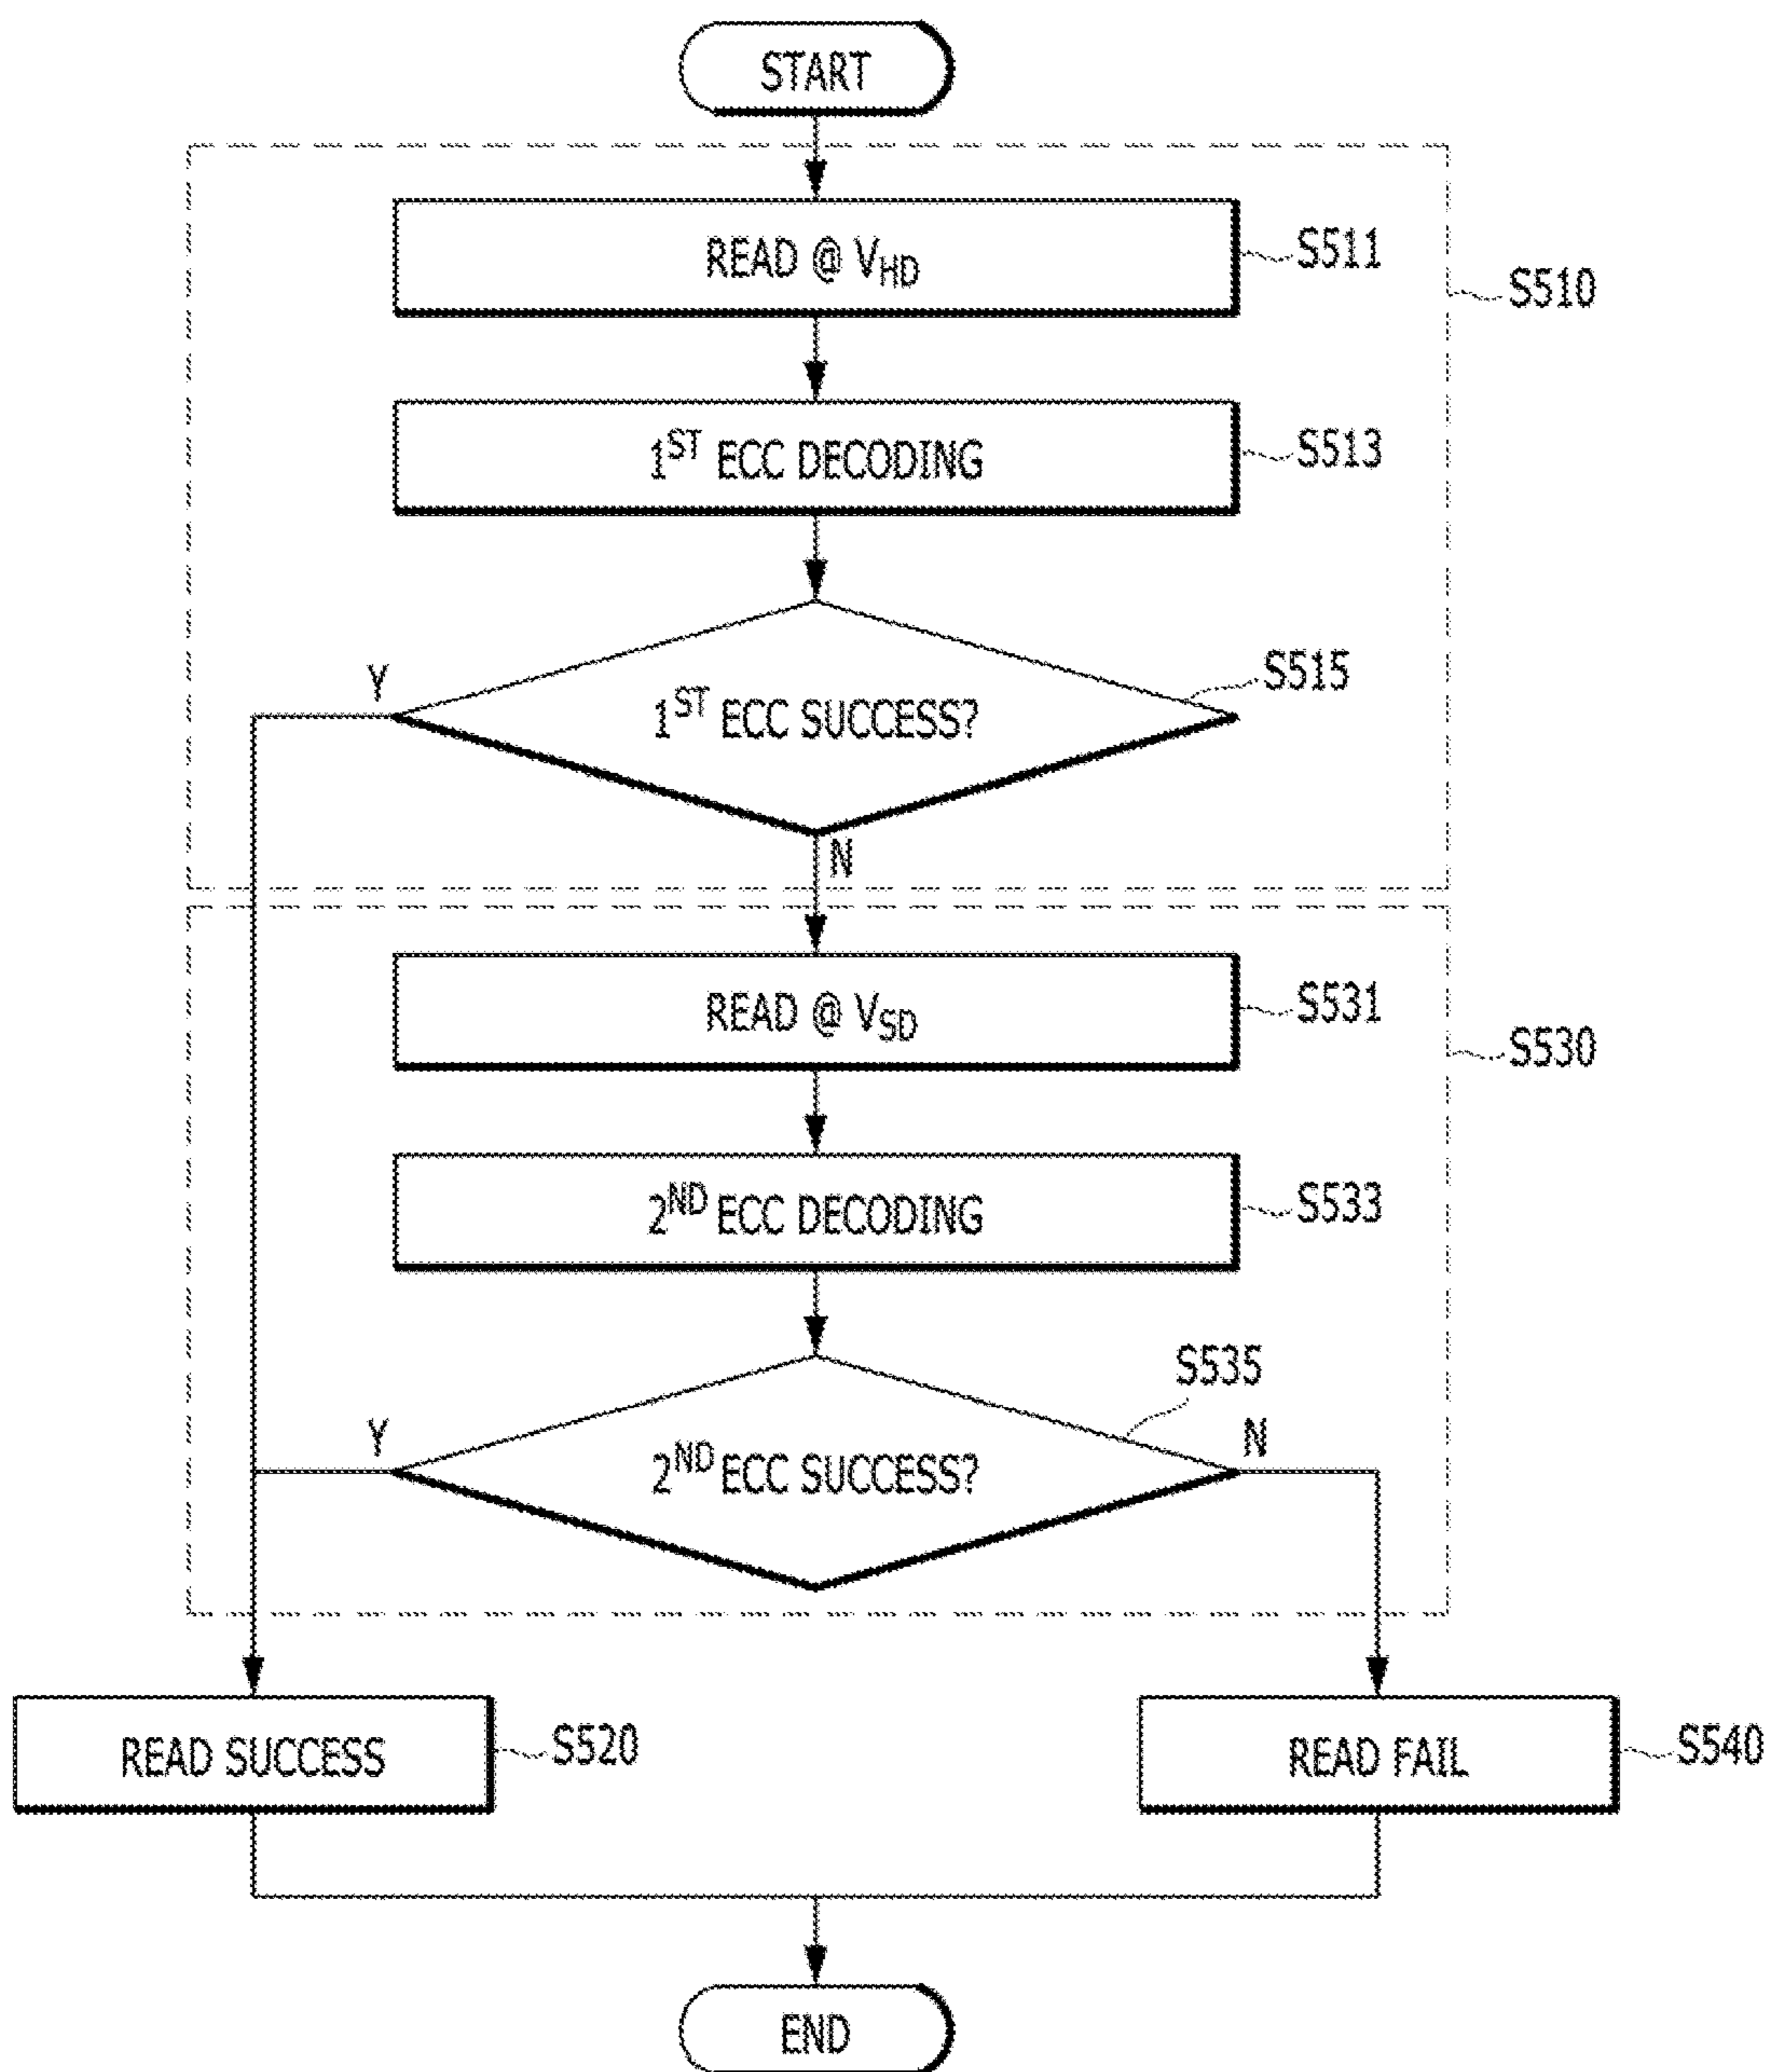 START
READ @ VHD
S511
S510
1ST ECC DECODING
S513
S515
Y
1ST ECC SUCCESS?
N
READ @ VSD
S531
S530
2ND ECC DECODING
S533
S535
Y
N
2ND ECC SUCCESS?
READ SUCCESS
S520
READ FAIL
S540
END